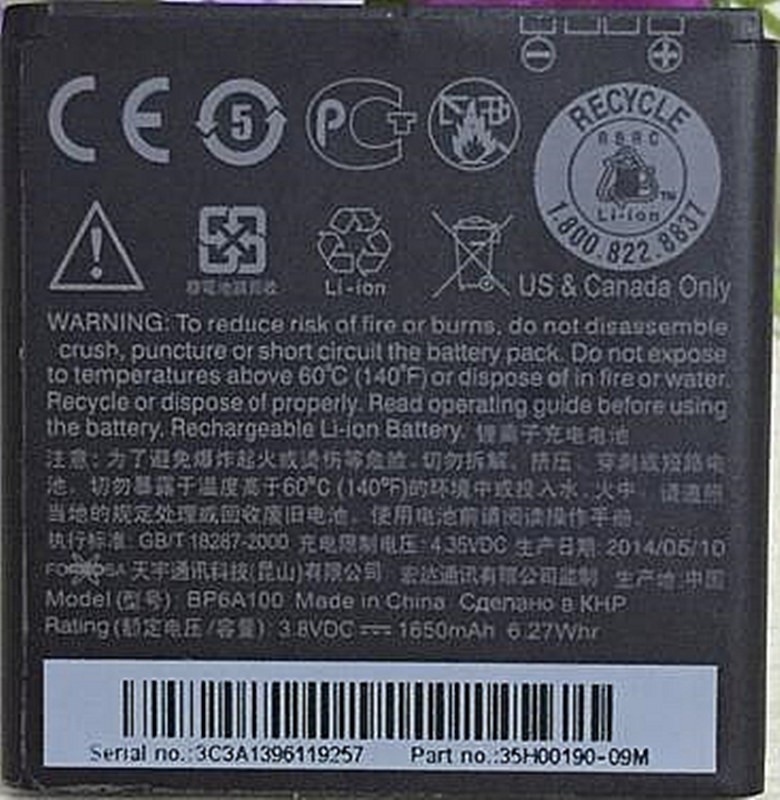 CE 5 PCT
RECYCLE
RBRC
Li-ion
TM
1.800.822.8837
Li-ion
US & Canada Only
WARNING: To reduce risk of fire or burns, do not disassemble
crush, puncture or short circuit the battery pack. Do not expose
to temperatures above 60°C (140°F) or dispose of in fire or water.
Recycle or dispose of properly. Read operating guide before using
the battery. Rechargeable Li-ion Battery. 锂离子充电电池
注意: 为了避免爆炸起火或烫伤等危险, 切勿拆解、挤压、穿刺或短路电
池, 切勿暴露于温度高于60°C (140°F)的环境中或投入水、火中。请遵照
当地的规定处理或回收废旧电池。使用电池前请阅读操作手册。
执行标准: GB/T 18287-2000 充电限制电压: 4.35VDC 生产日期: 2014/05/10
天宇通讯科技(昆山)有限公司 宏达通讯有限公司监制 生产地:中国
Model (型号) BP6A100 Made in China Сделано в КНР
Rating (额定电压/容量): 3.8VDC 1650mAh 6.27Whr
Serial no.:3C3A1396119257 Part no.:35H00190-09M